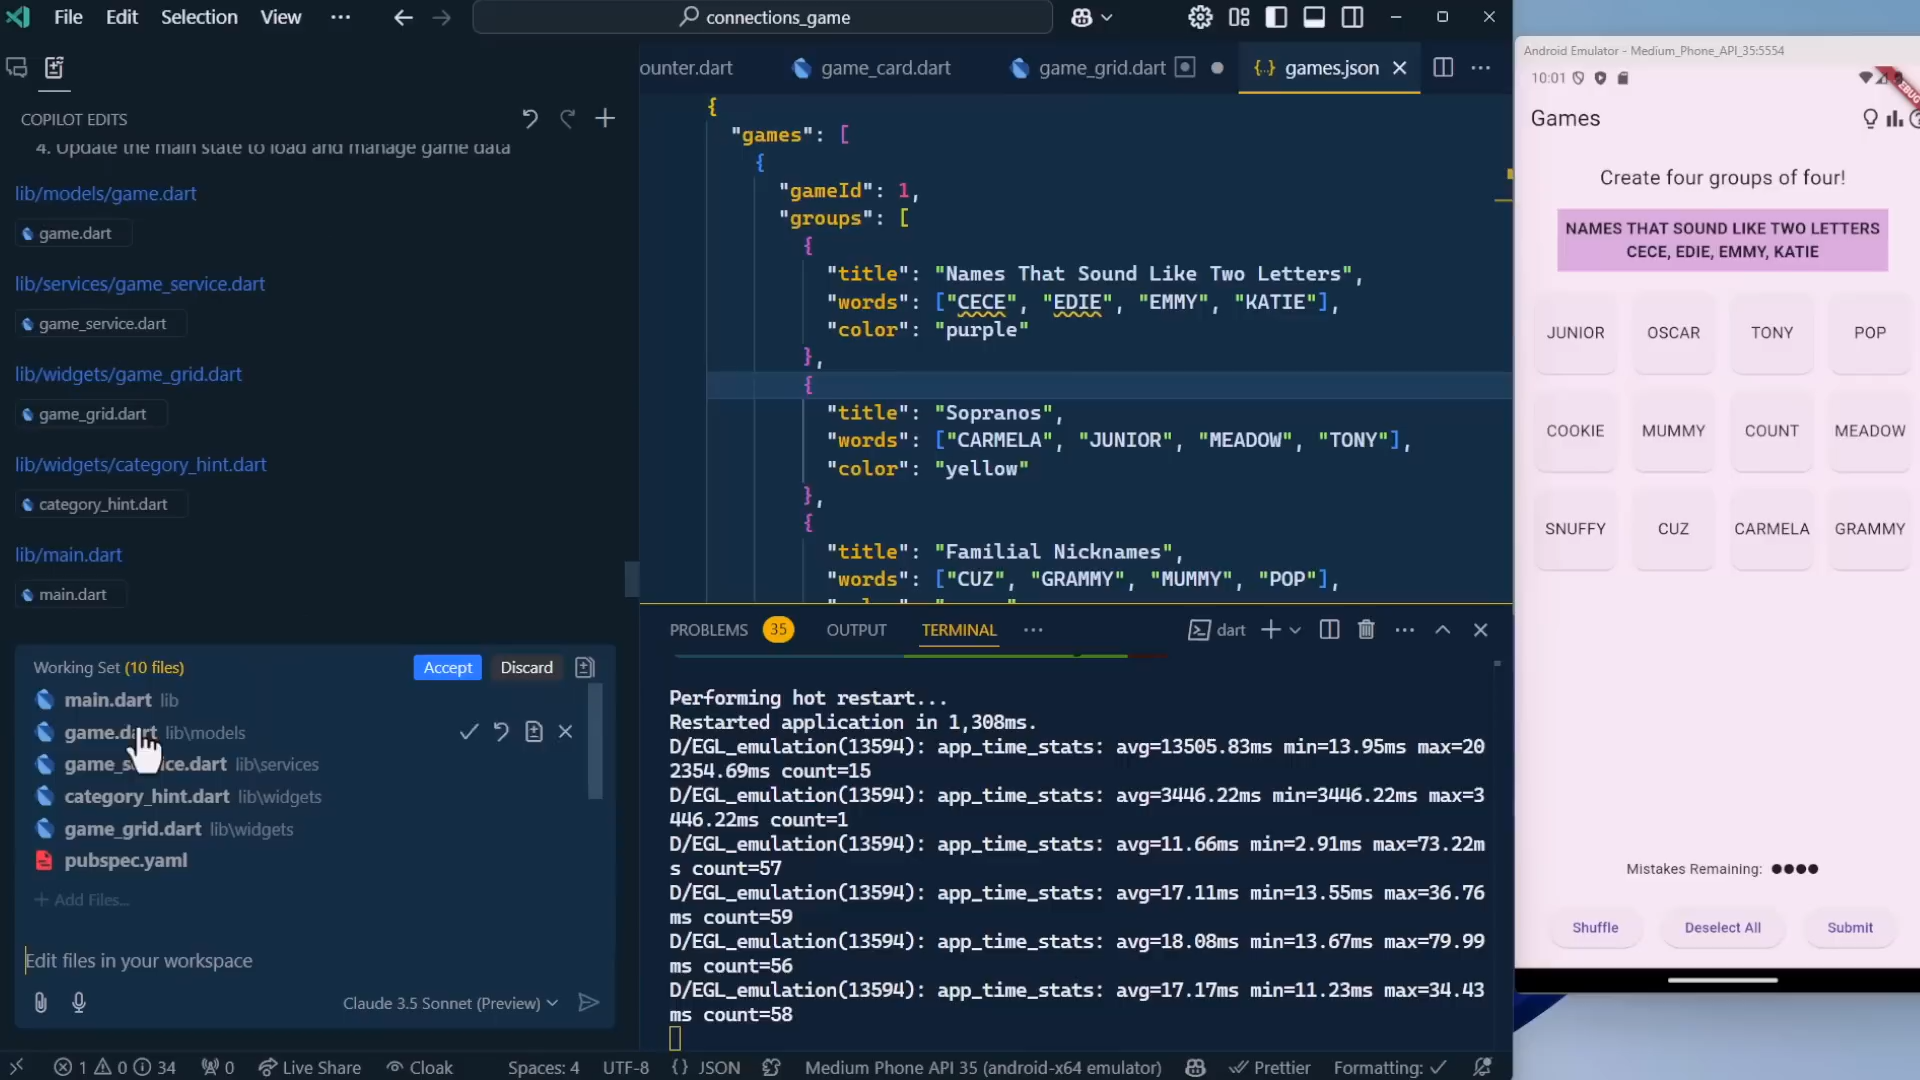 File Edit Selection View ··· connections_game
COPILOT EDITS
4. Update the main state to load and manage game data
lib/models/game.dart
game.dart
lib/services/game_service.dart
game_service.dart
lib/widgets/game_grid.dart
game_grid.dart
lib/widgets/category_hint.dart
category_hint.dart
lib/main.dart
main.dart
Working Set (10 files) Accept Discard
main.dart lib
game.dart lib\models
lib\services
category_hint.dart lib\widgets
game_grid.dart lib\widgets
pubspec.yaml
+ Add Files...
Edit files in your workspace
Claude 3.5 Sonnet (Preview)
ounter.dart game_card.dart game_grid.dart {..} games.json
{
"games": [
{
"gameId": 1,
"groups": [
{
"title": "Names That Sound Like Two Letters",
"words": ["CECE", "EDIE", "EMMY", "KATIE"],
"color": "purple"
},
{
"title": "Sopranos",
"words": ["CARMELA", "JUNIOR", "MEADOW", "TONY"],
"color": "yellow"
},
{
"title": "Familial Nicknames",
"words": ["CUZ", "GRAMMY", "MUMMY", "POP"],
PROBLEMS 35 OUTPUT TERMINAL ··· dart
Performing hot restart...
Restarted application in 1,308ms.
D/EGL_emulation(13594): app_time_stats: avg=13505.83ms min=13.95ms max=20
2354.69ms count=15
D/EGL_emulation(13594): app_time_stats: avg=3446.22ms min=3446.22ms max=3
446.22ms count=1
D/EGL_emulation(13594): app_time_stats: avg=11.66ms min=2.91ms max=73.22m
s count=57
D/EGL_emulation(13594): app_time_stats: avg=17.11ms min=13.55ms max=36.76
ms count=59
D/EGL_emulation(13594): app_time_stats: avg=18.08ms min=13.67ms max=79.99
ms count=56
D/EGL_emulation(13594): app_time_stats: avg=17.17ms min=11.23ms max=34.43
ms count=58
1 0 34 0 Live Share Cloak Spaces: 4 UTF-8 {} JSON Medium Phone API 35 (android-x64 emulator) Prettier Formatting: ✓
Android Emulator - Medium_Phone_API_35:5554
10:01
Games
Create four groups of four!
NAMES THAT SOUND LIKE TWO LETTERS
CECE, EDIE, EMMY, KATIE
JUNIOR OSCAR TONY POP
COOKIE MUMMY COUNT MEADOW
SNUFFY CUZ CARMELA GRAMMY
Mistakes Remaining: ●●●●
Shuffle Deselect All Submit